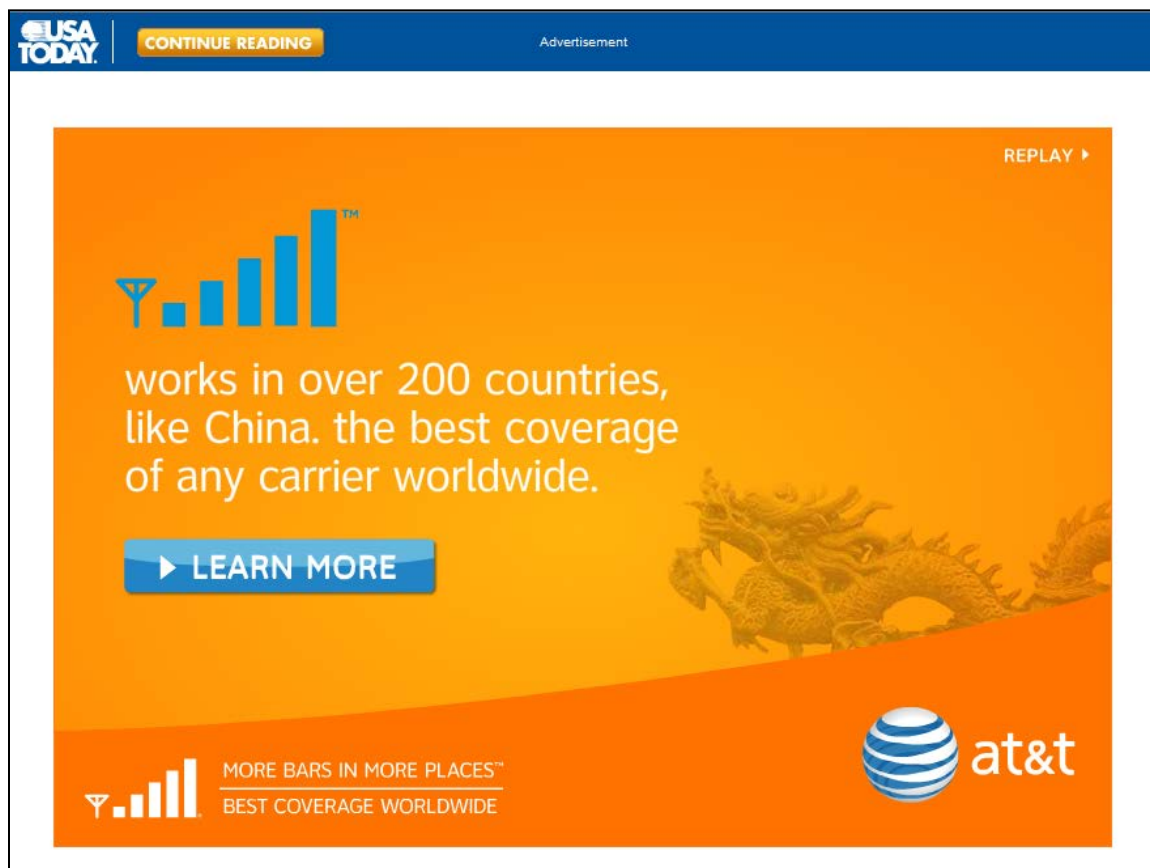 USA
TODAY.
CONTINUE READING
Advertisement
REPLAY
TM
works in over 200 countries,
like China. the best coverage
of any carrier worldwide.
LEARN MORE
MORE BARS IN MORE PLACES™
BEST COVERAGE WORLDWIDE
at&t